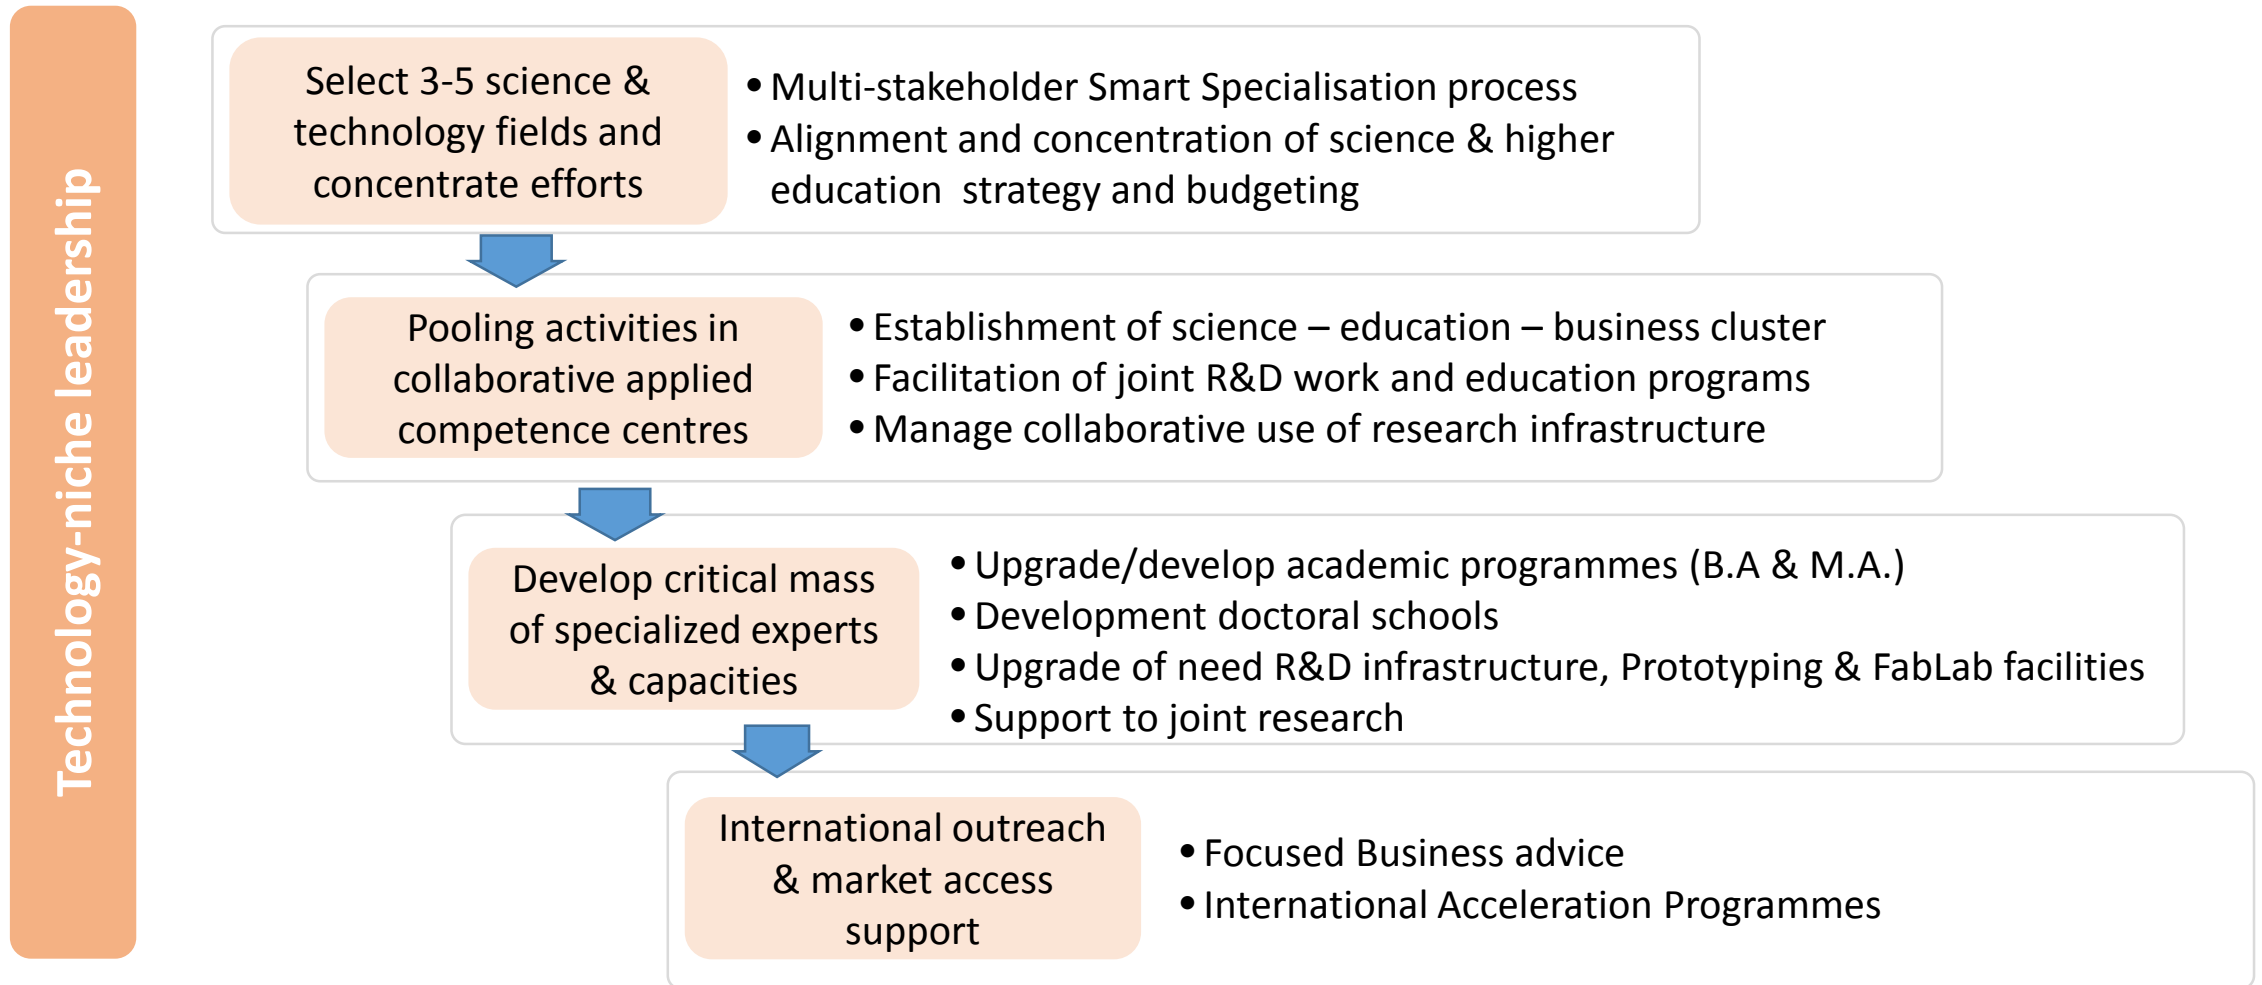 Technology-niche leadership
Select 3-5 science &
technology fields and
concentrate efforts
• Multi-stakeholder Smart Specialisation process
• Alignment and concentration of science & higher
education  strategy and budgeting
Pooling activities in
collaborative applied
competence centres
• Establishment of science – education – business cluster
• Facilitation of joint R&D work and education programs
• Manage collaborative use of research infrastructure
Develop critical mass
of specialized experts
& capacities
• Upgrade/develop academic programmes (B.A & M.A.)
• Development doctoral schools
• Upgrade of need R&D infrastructure, Prototyping & FabLab facilities
• Support to joint research
International outreach
& market access
support
• Focused Business advice
• International Acceleration Programmes